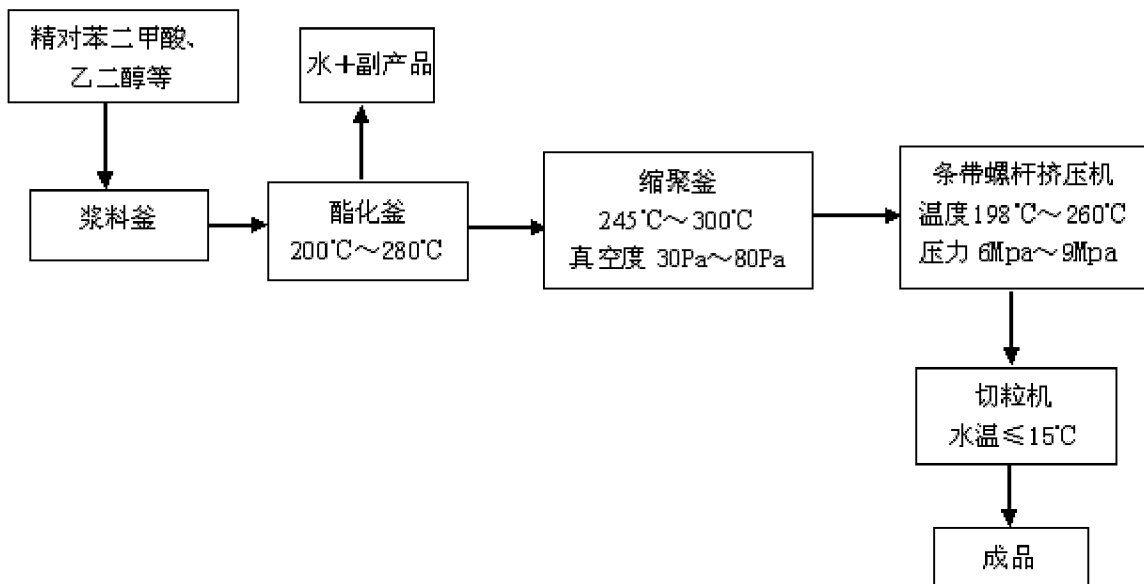 精对苯二甲酸、
乙二醇等
水+副产品
浆料釜
酯化釜
200℃～280℃
缩聚釜
245℃～300℃
真空度 30Pa～80Pa
条带螺杆挤压机
温度198℃～260℃
压力 6Mpa～9Mpa
切粒机
水温≤15℃
成品